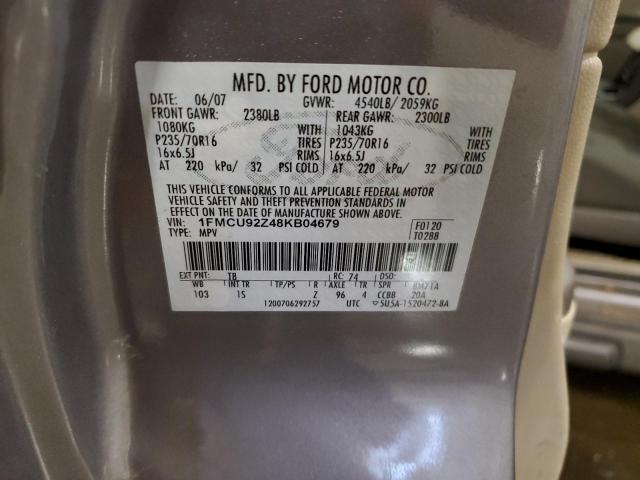 MFD. BY FORD MOTOR CO.
DATE: 06/07 GVWR: 4540LB/ 2059KG
FRONT GAWR: 2380LB REAR GAWR: 2300LB
1080KG WITH 1043KG WITH
P235/70R16 TIRES P235/70R16 TIRES
16x6.5J RIMS 16x6.5J RIMS
AT 220 kPa/ 32 PSI COLD AT 220 kPa/ 32 PSI COLD
THIS VEHICLE CONFORMS TO ALL APPLICABLE FEDERAL MOTOR
VEHICLE SAFETY AND THEFT PREVENTION STANDARDS IN
EFFECT ON THE DATE OF MANUFACTURE SHOWN ABOVE.
VIN: 1FMCU92Z48KB04679 F0120
TYPE: MPV T0288
EXT PNT: TB RC: 74 DSO:
WB INT TR TP/PS R AXLE TR SPR BM71A
103 1S Z 96 4 CCBB 20A
1200706292757 UTC 5U5A-1520472-BA
Ford